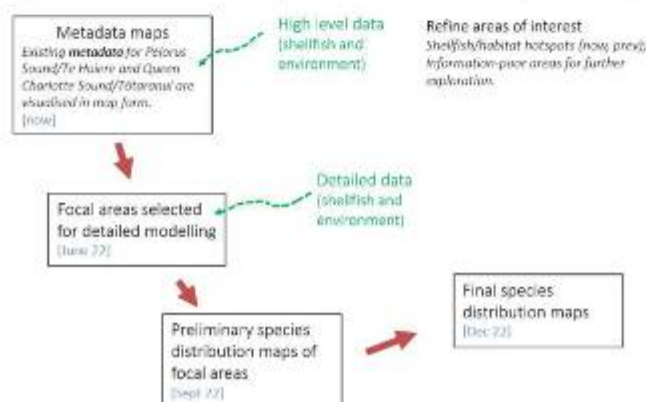 Metadata maps
Existing metadata for Pelorus
Sound/Te Hoiere and Queen
Charlotte Sound/Tōtaranui are
visualised in map form.
[now]
High level data
(shellfish and
environment)
Refine areas of interest
Shellfish/habitat hotspots (now, prev);
Information-poor areas for further
exploration.
Focal areas selected
for detailed modelling
[June 22]
Detailed data
(shellfish and
environment)
Preliminary species
distribution maps of
focal areas
[Sept 22]
Final species
distribution maps
[Dec 22]